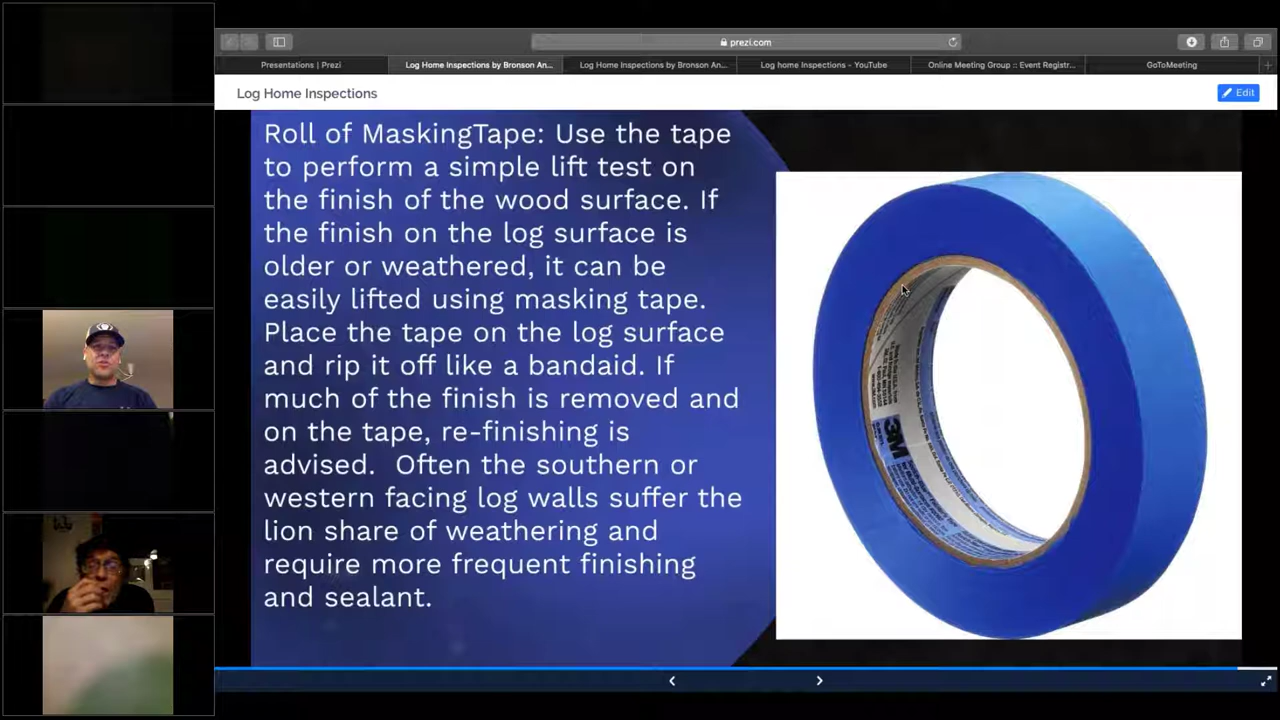 prezi.com
Presentations | Prezi
Log Home Inspections by Bronson An...
Log Home Inspections by Bronson An...
Log home Inspections - YouTube
Online Meeting Group :: Event Registr...
GoToMeeting
Log Home Inspections
Edit
Roll of MaskingTape: Use the tape
to perform a simple lift test on
the finish of the wood surface. If
the finish on the log surface is
older or weathered, it can be
easily lifted using masking tape.
Place the tape on the log surface
and rip it off like a bandaid. If
much of the finish is removed and
on the tape, re-finishing is
advised.  Often the southern or
western facing log walls suffer the
lion share of weathering and
require more frequent finishing
and sealant.
3M